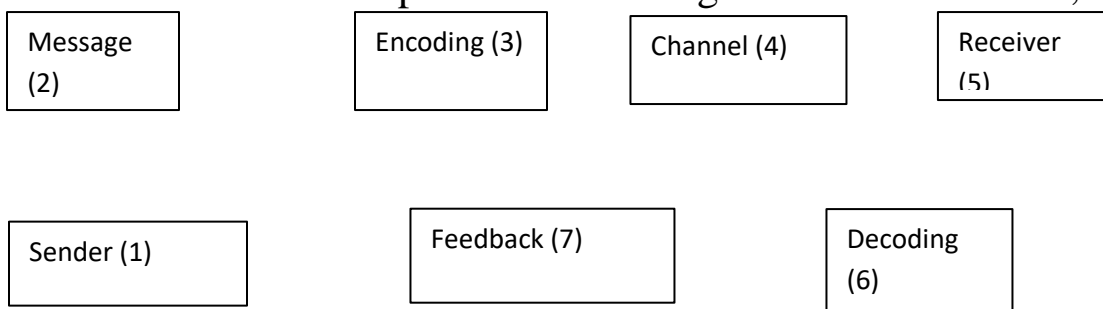 Message
(2)
Encoding (3)
Channel (4)
Receiver
(5)
Sender (1)
Feedback (7)
Decoding
(6)